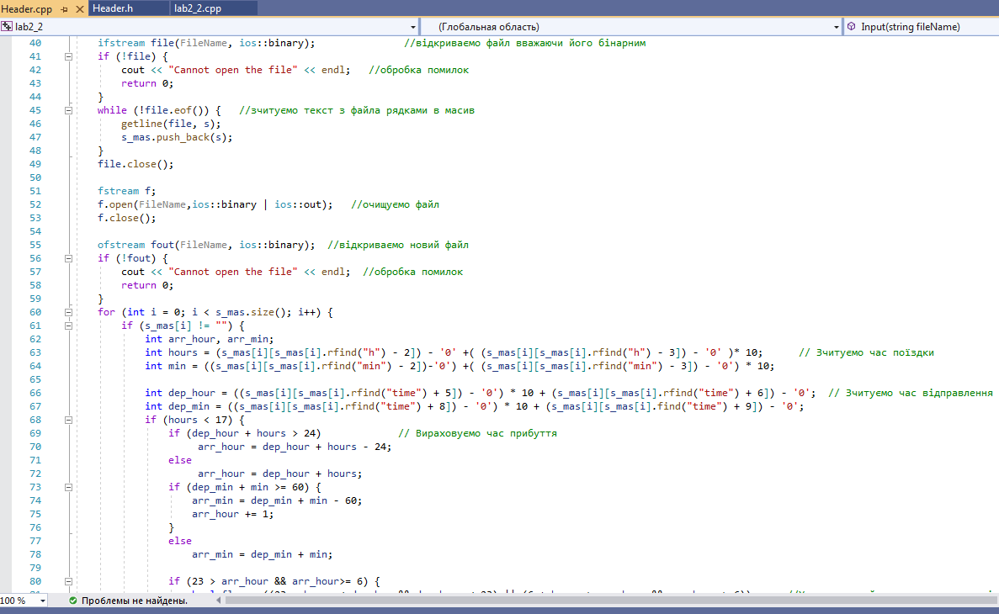 Header.cpp Header.h lab2_2.cpp
lab2_2 (Глобальная область) Input(string fileName)
40 ifstream file(FileName, ios::binary); //відкриваємо файл вважаючи його бінарним
41 if (!file) {
42 cout << "Cannot open the file" << endl; //обробка помилок
43 return 0;
44 }
45 while (!file.eof()) { //зчитуємо текст з файла рядками в масив
46 getline(file, s);
47 s_mas.push_back(s);
48 }
49 file.close();
50
51 fstream f;
52 f.open(FileName,ios::binary | ios::out); //очищуємо файл
53 f.close();
54
55 ofstream fout(FileName, ios::binary); //відкриваємо новий файл
56 if (!fout) {
57 cout << "Cannot open the file" << endl; //обробка помилок
58 return 0;
59 }
60 for (int i = 0; i < s_mas.size(); i++) {
61 if (s_mas[i] != "") {
62 int arr_hour, arr_min;
63 int hours = (s_mas[i][s_mas[i].rfind("h") - 2]) - '0' +( (s_mas[i][s_mas[i].rfind("h") - 3]) - '0' )* 10; // Зчитуємо час поїздки
64 int min = ((s_mas[i][s_mas[i].rfind("min") - 2])-'0') +( (s_mas[i][s_mas[i].rfind("min") - 3]) - '0') * 10;
65
66 int dep_hour = ((s_mas[i][s_mas[i].rfind("time") + 5]) - '0') * 10 + (s_mas[i][s_mas[i].rfind("time") + 6]) - '0'; // Зчитуємо час відправлення
67 int dep_min = ((s_mas[i][s_mas[i].rfind("time") + 8]) - '0') * 10 + (s_mas[i][s_mas[i].find("time") + 9]) - '0';
68 if (hours < 17) {
69 if (dep_hour + hours > 24) // Вираховуємо час прибуття
70 arr_hour = dep_hour + hours - 24;
71 else
72 arr_hour = dep_hour + hours;
73 if (dep_min + min >= 60) {
74 arr_min = dep_min + min - 60;
75 arr_hour += 1;
76 }
77 else
78 arr_min = dep_min + min;
79
80 if (23 > arr_hour && arr_hour>= 6) {
100 % Проблемы не найдены.